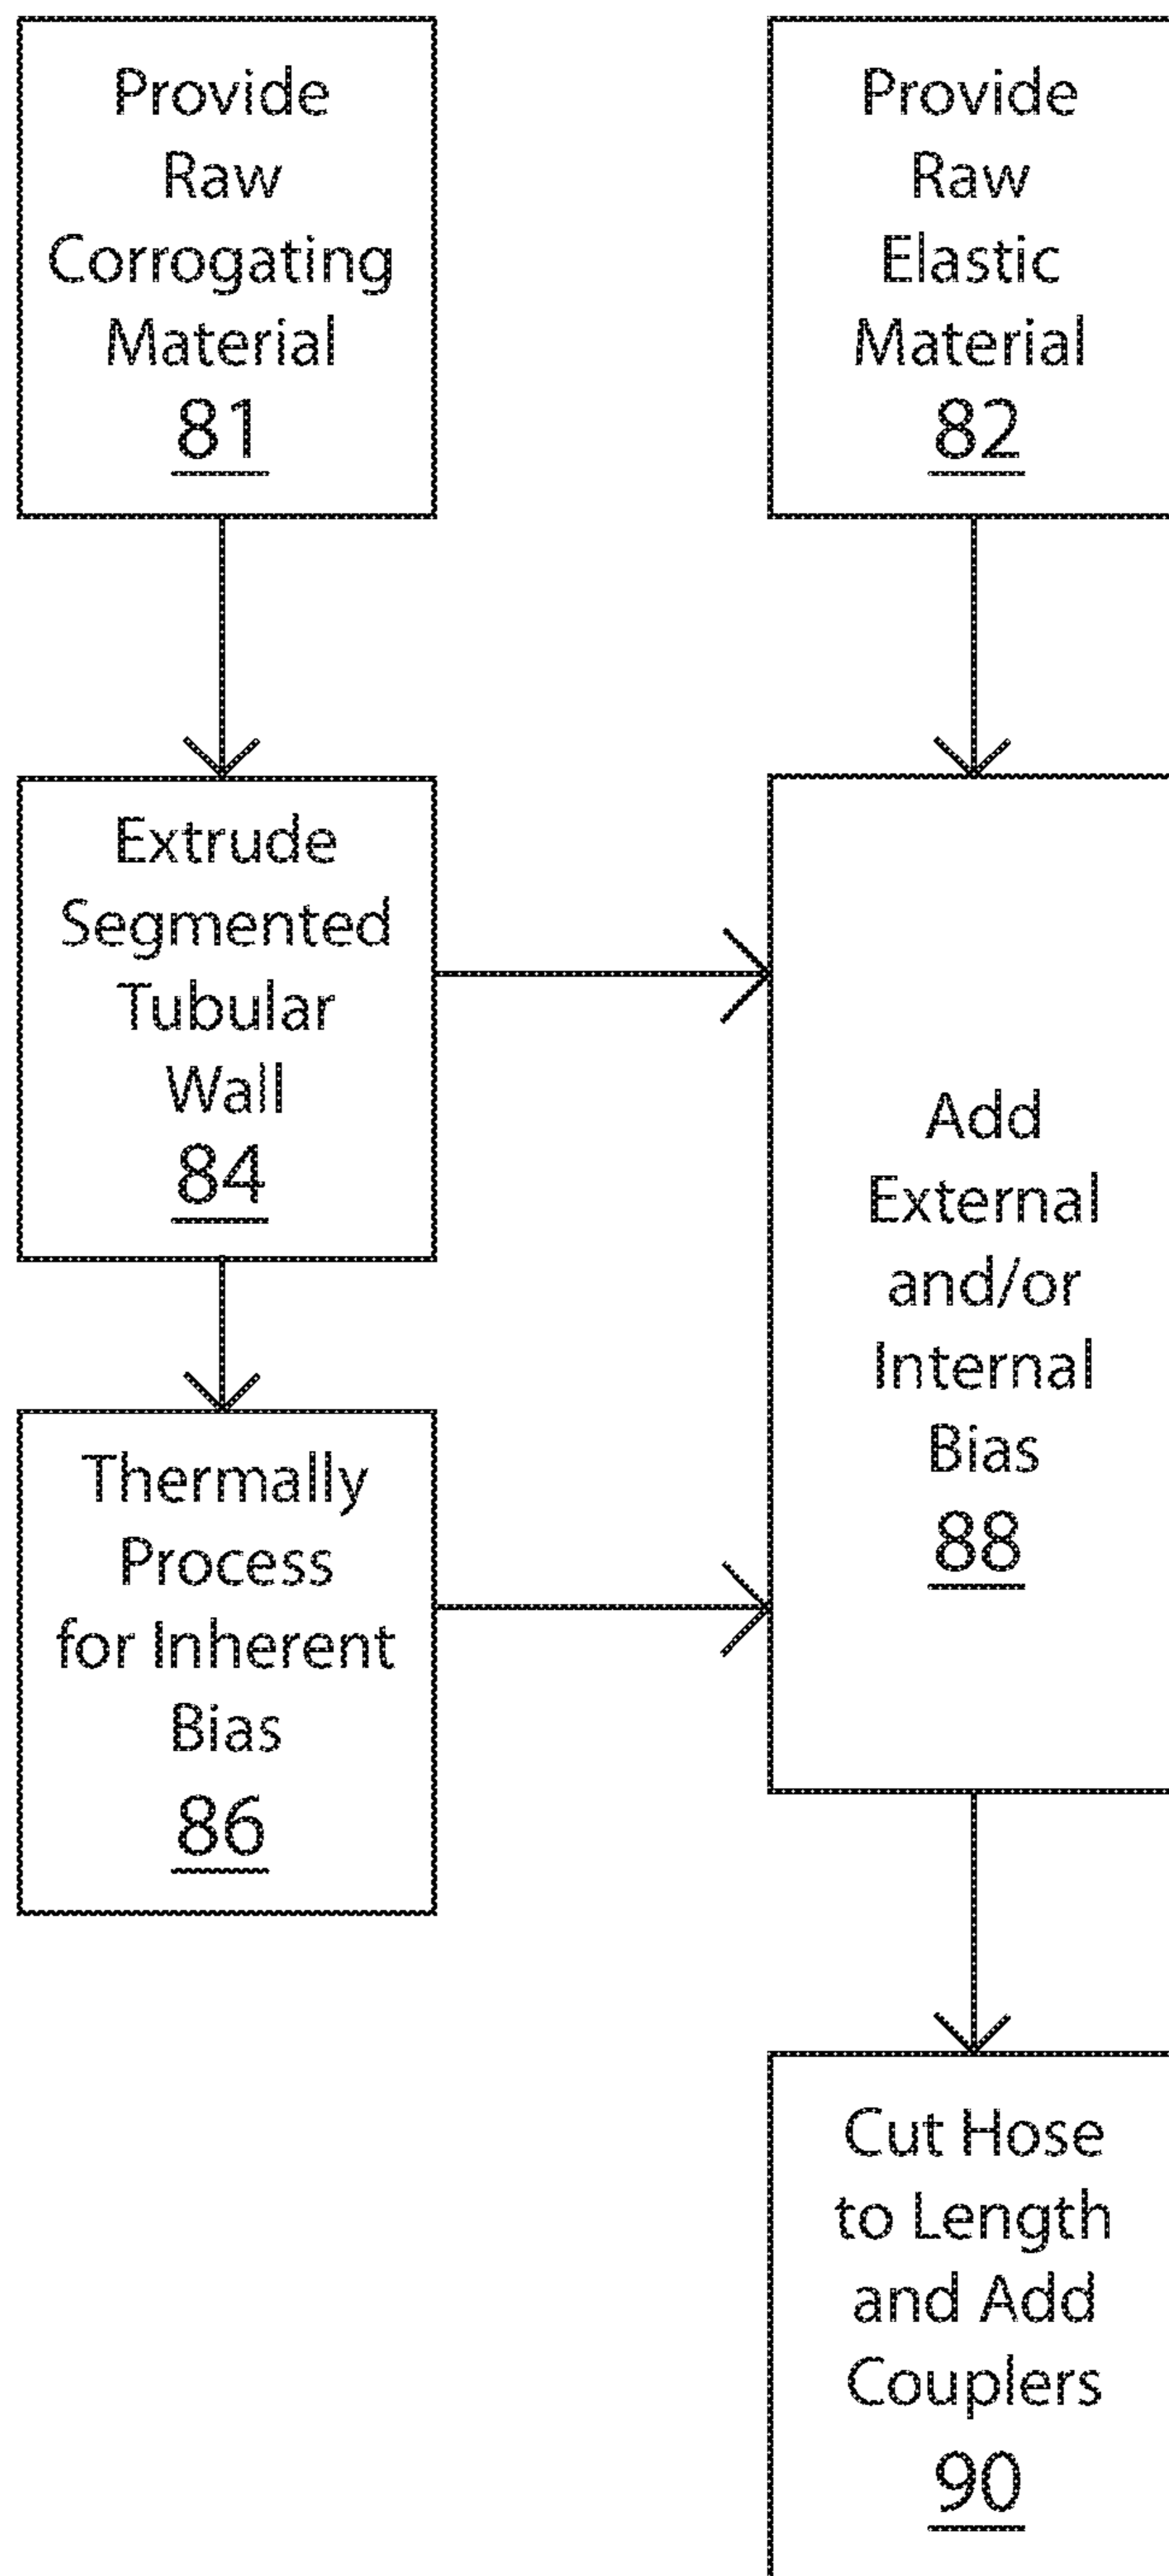 Provide
Raw
Corrogating
Material
81
Provide
Raw
Elastic
Material
82
Extrude
Segmented
Tubular
Wall
84
Add
External
and/or
Internal
Bias
88
Thermally
Process
for Inherent
Bias
86
Cut Hose
to Length
and Add
Couplers
90